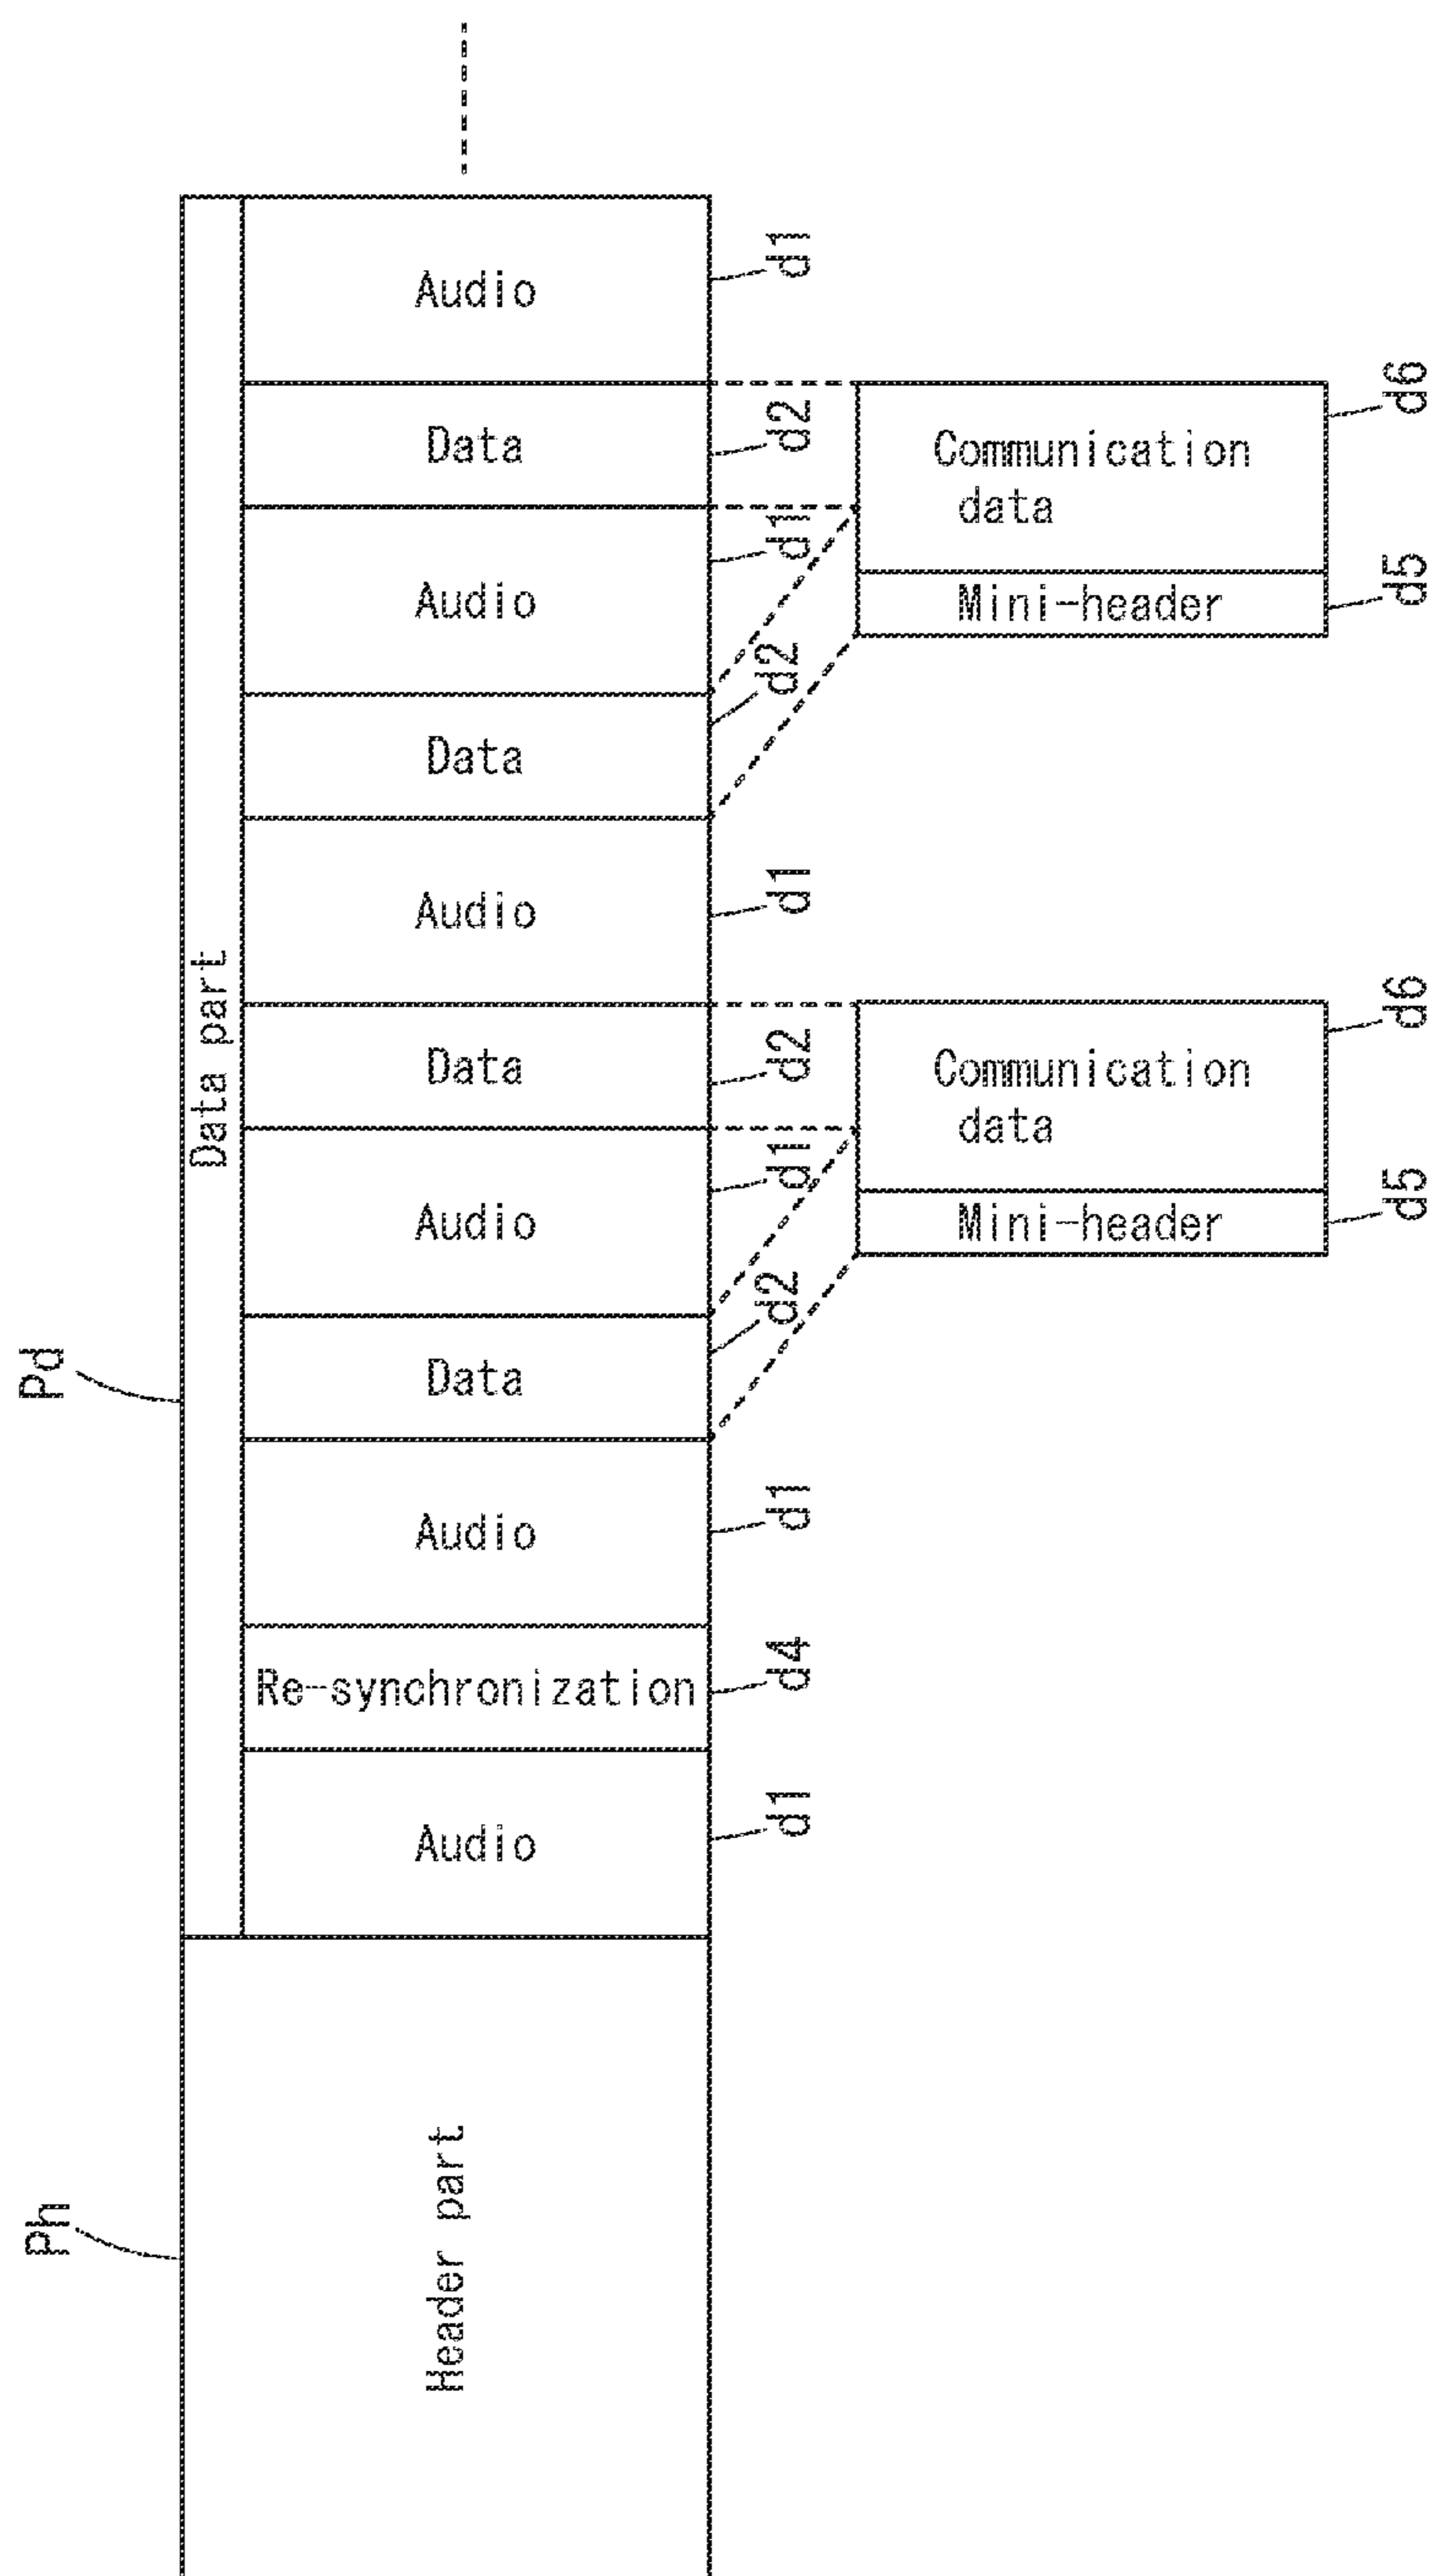 Audio
d1
Data
d2
Communication
data
d6
Audio
d1
Mini-header
d5
Data
d2
Audio
d1
Data part
Data
d2
Communication
data
d6
Audio
d1
Mini-header
d5
Data
d2
Pd
Audio
d1
Re-synchronization
d4
Audio
d1
Header part
Ph